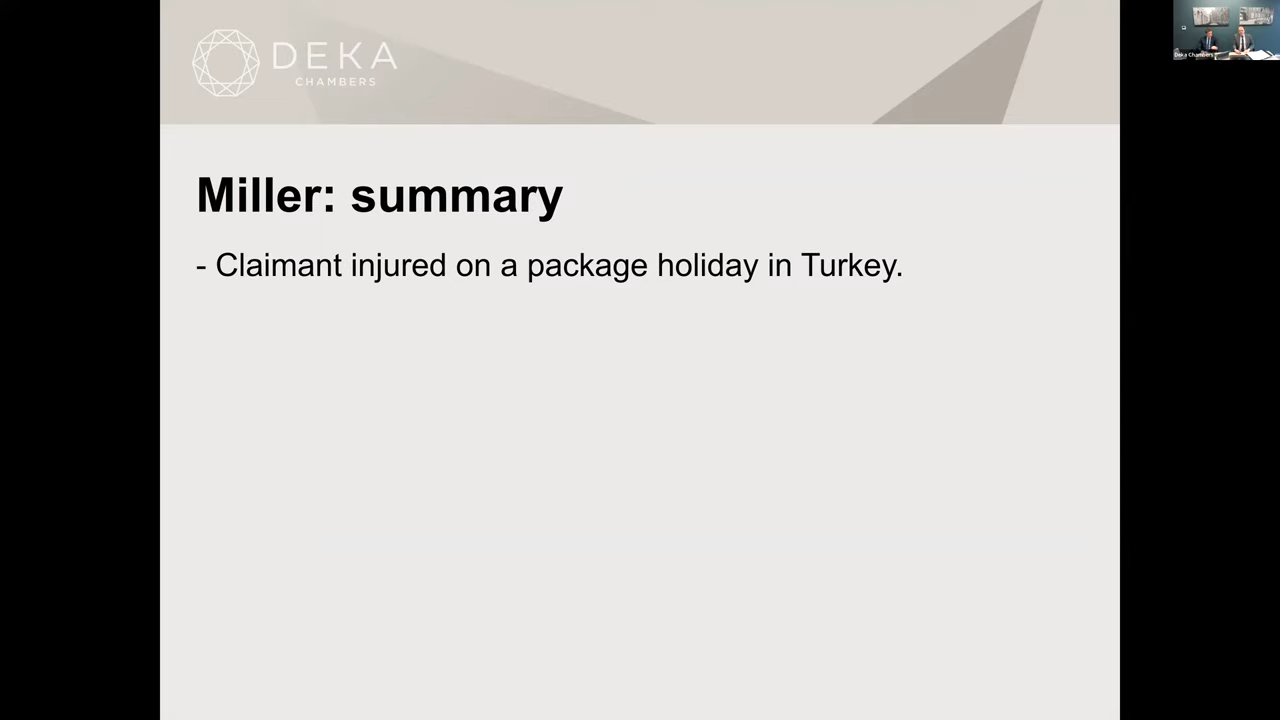 DEKA
CHAMBERS
Deka Chambers
Miller: summary
- Claimant injured on a package holiday in Turkey.